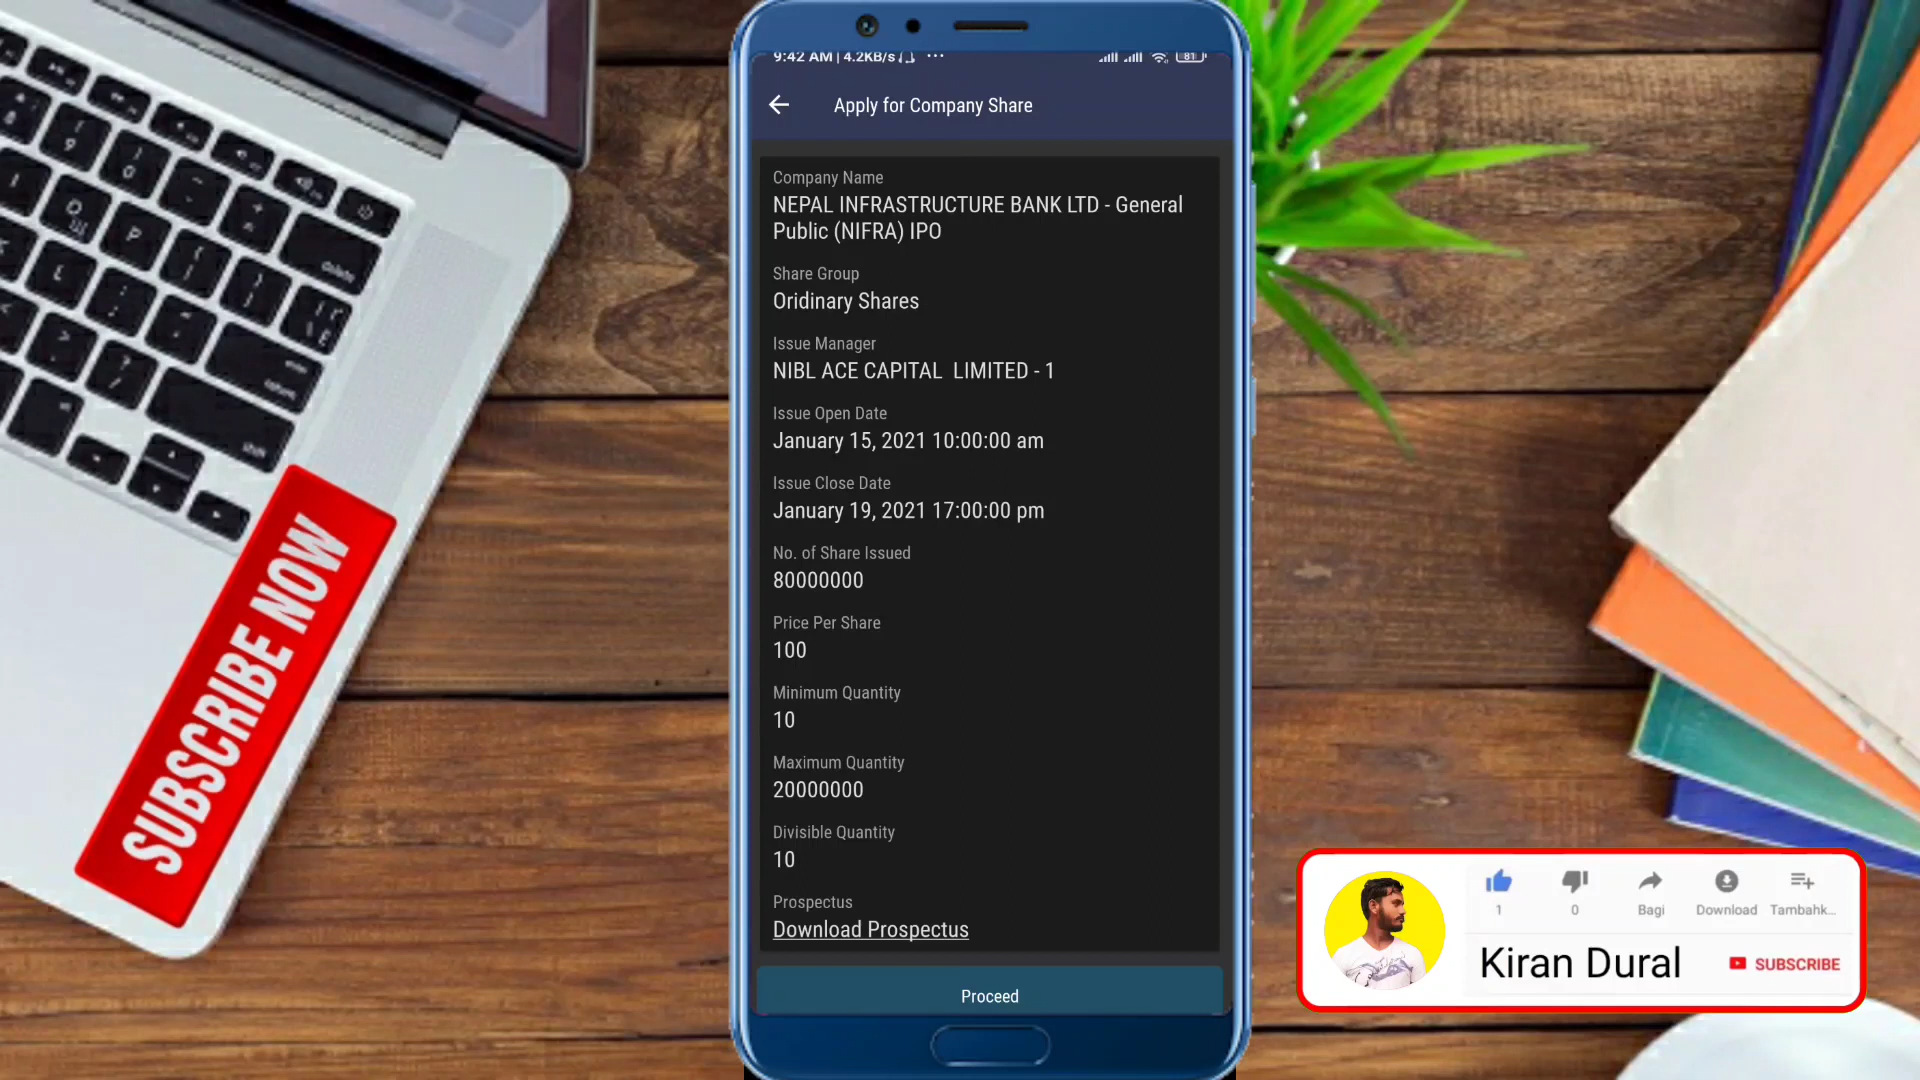 9:42 AM | 4.2KB/s
81
Apply for Company Share
Company Name
NEPAL INFRASTRUCTURE BANK LTD - General
Public (NIFRA) IPO
Share Group
Oridinary Shares
Issue Manager
NIBL ACE CAPITAL  LIMITED - 1
Issue Open Date
January 15, 2021 10:00:00 am
Issue Close Date
January 19, 2021 17:00:00 pm
No. of Share Issued
80000000
Price Per Share
100
Minimum Quantity
10
Maximum Quantity
20000000
Divisible Quantity
10
Prospectus
Download Prospectus
Proceed
SUBSCRIBE NOW
1
0
Bagi
Download
Tambahk...
Kiran Dural
SUBSCRIBE
delete
return
shift
P
L